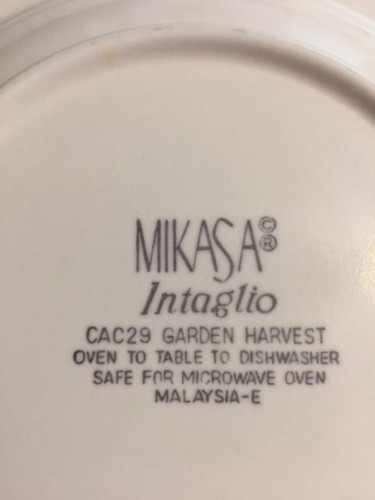 MIKASA ©®
Intaglio
CAC29 GARDEN HARVEST
OVEN TO TABLE TO DISHWASHER
SAFE FOR MICROWAVE OVEN
MALAYSIA-E